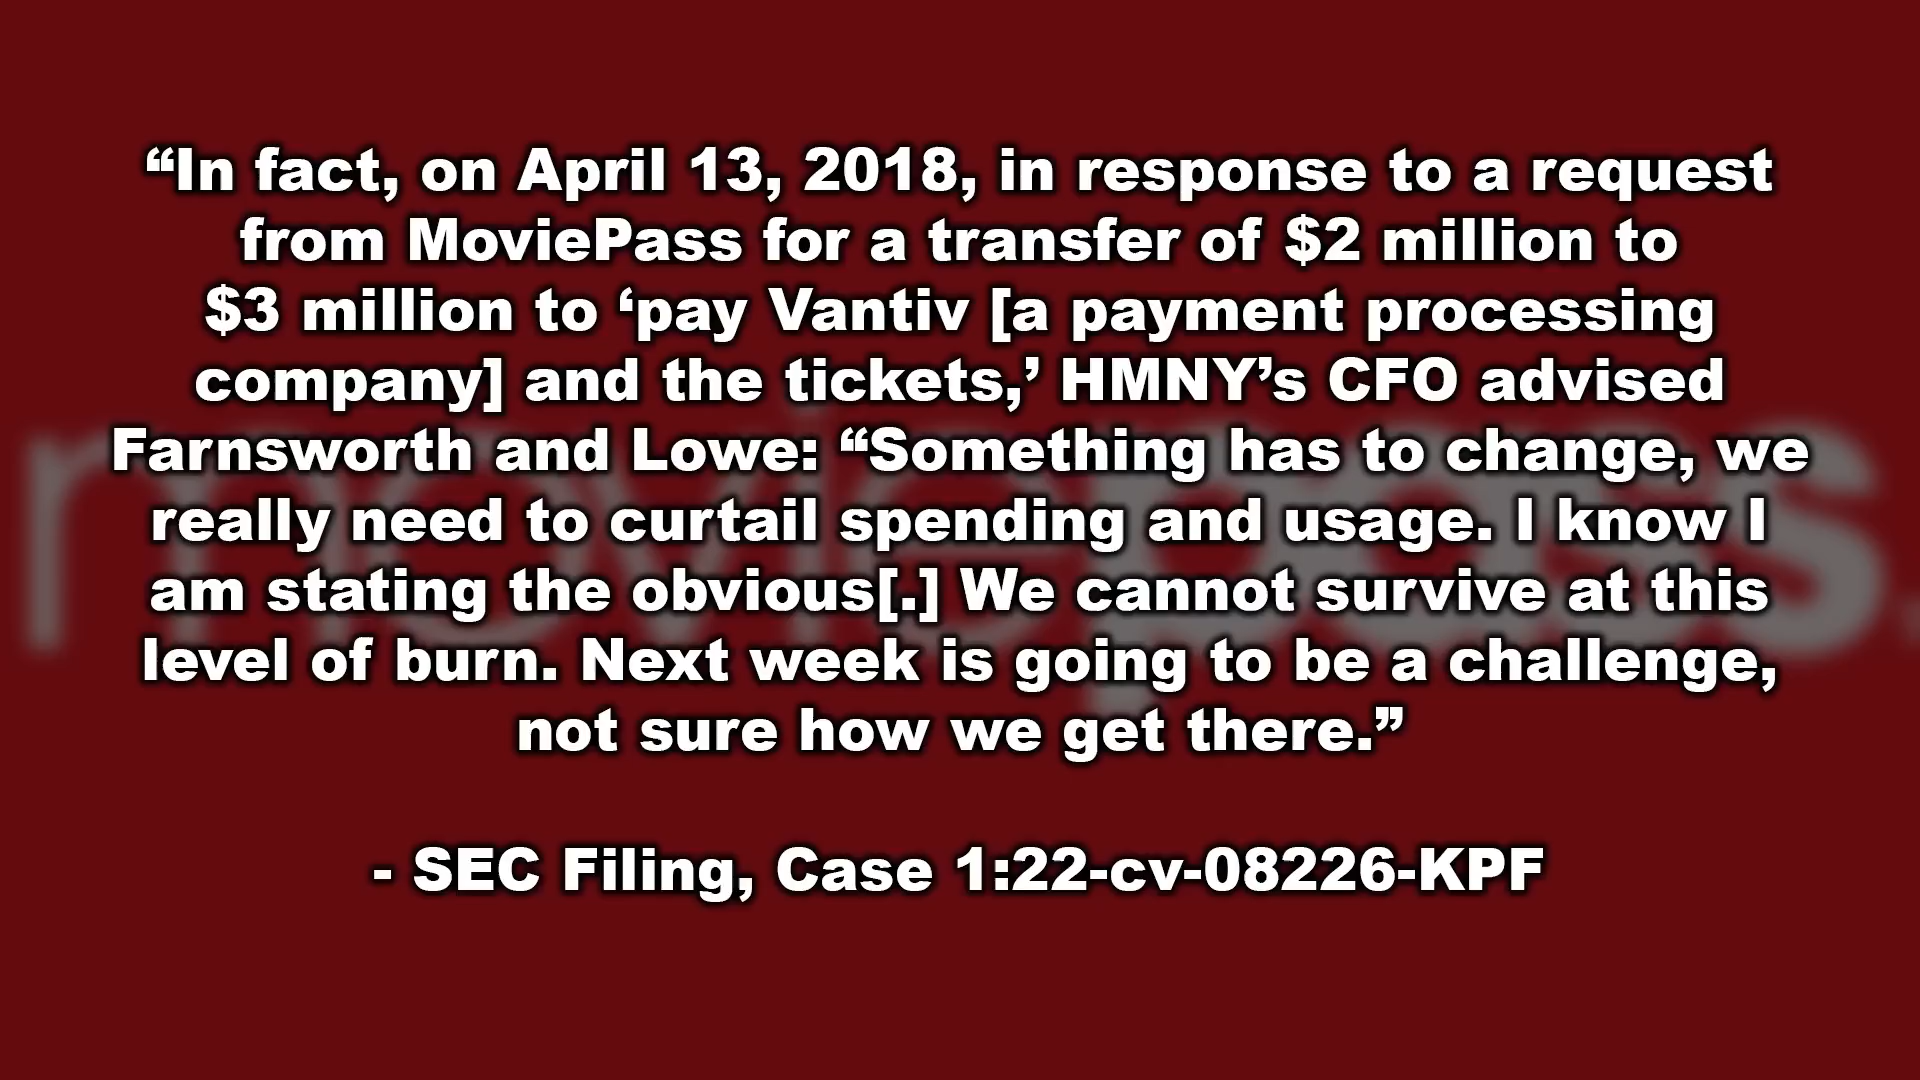 “In fact, on April 13, 2018, in response to a request
from MoviePass for a transfer of $2 million to
$3 million to ‘pay Vantiv [a payment processing
company] and the tickets,’ HMNY’s CFO advised
Farnsworth and Lowe: “Something has to change, we
really need to curtail spending and usage. I know I
am stating the obvious[.] We cannot survive at this
level of burn. Next week is going to be a challenge,
not sure how we get there.”
- SEC Filing, Case 1:22-cv-08226-KPF
moviepass.